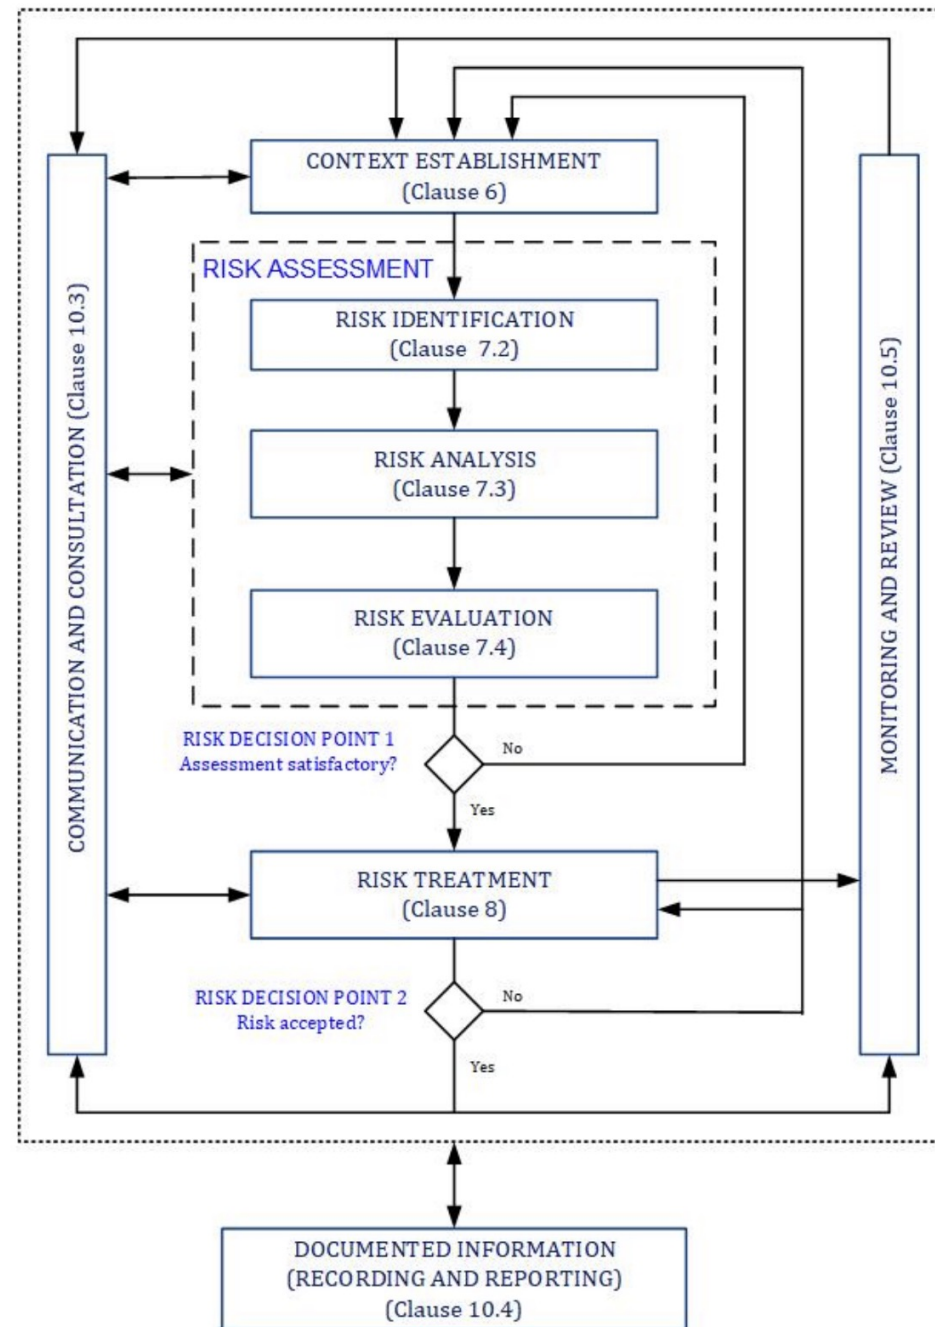 CONTEXT ESTABLISHMENT
(Clause 6)
RISK ASSESSMENT
RISK IDENTIFICATION
(Clause 7.2)
RISK ANALYSIS
(Clause 7.3)
RISK EVALUATION
(Clause 7.4)
COMMUNICATION AND CONSULTATION (Clause 10.3)
MONITORING AND REVIEW (Clause 10.5)
RISK DECISION POINT 1
Assessment satisfactory?
No
Yes
RISK TREATMENT
(Clause 8)
RISK DECISION POINT 2
Risk accepted?
No
Yes
DOCUMENTED INFORMATION
(RECORDING AND REPORTING)
(Clause 10.4)